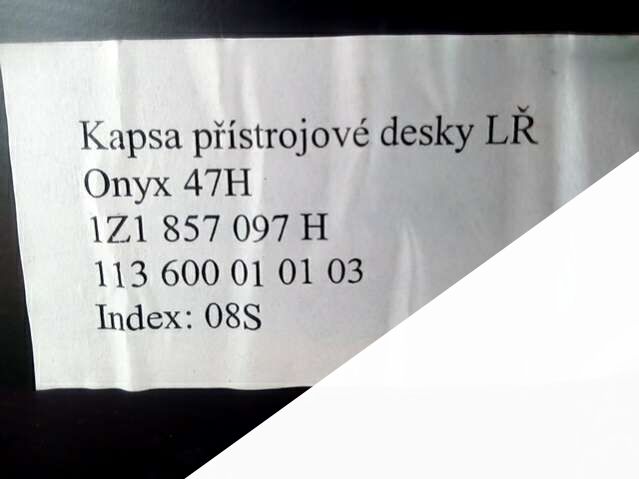 Kapsa přístrojové desky LŘ
Onyx 47H
1Z1 857 097 H
113 600 01 01 03
Index: 08S